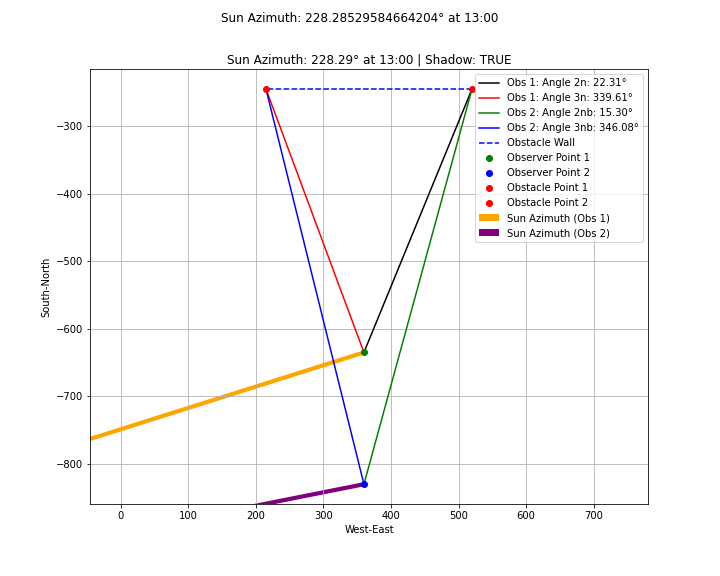 Sun Azimuth: 228.28529584664204° at 13:00
Sun Azimuth: 228.29° at 13:00 | Shadow: TRUE
Obs 1: Angle 2n: 22.31°
Obs 1: Angle 3n: 339.61°
Obs 2: Angle 2nb: 15.30°
Obs 2: Angle 3nb: 346.08°
Obstacle Wall
Observer Point 1
Observer Point 2
Obstacle Point 1
Obstacle Point 2
Sun Azimuth (Obs 1)
Sun Azimuth (Obs 2)
−300
−400
−500
−600
−700
−800
South-North
0 100 200 300 400 500 600 700
West-East